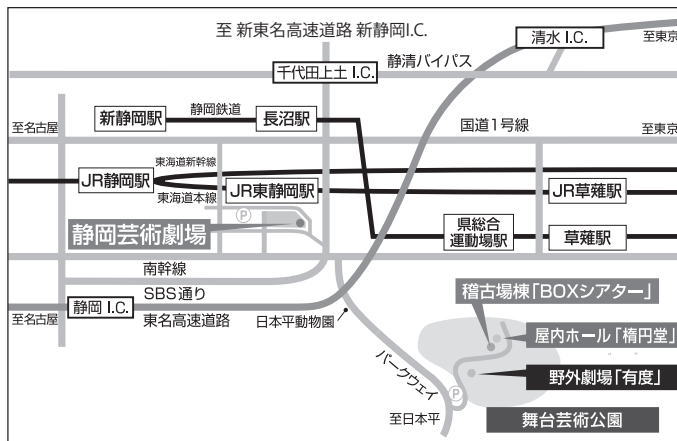 至 新東名高速道路 新静岡I.C.
清水 I.C.
至東京
静清バイパス
千代田上土 I.C.
静岡鉄道
新静岡駅
長沼駅
国道1号線
至名古屋
至東京
東海道新幹線
JR静岡駅
東海道本線
JR東静岡駅
JR草薙駅
P
静岡芸術劇場
県総合
運動場駅
草薙駅
南幹線
SBS通り
静岡 I.C.
至名古屋
東名高速道路
日本平動物園
稽古場棟「BOXシアター」
屋内ホール「楕円堂」
パークウェイ
野外劇場「有度」
P
至日本平
舞台芸術公園